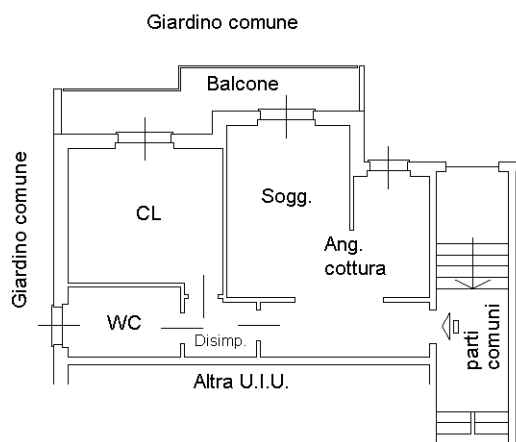 Giardino comune
Balcone
Giardino comune
CL
Sogg.
Ang.
cottura
WC
Disimp.
parti
comuni
Altra U.I.U.